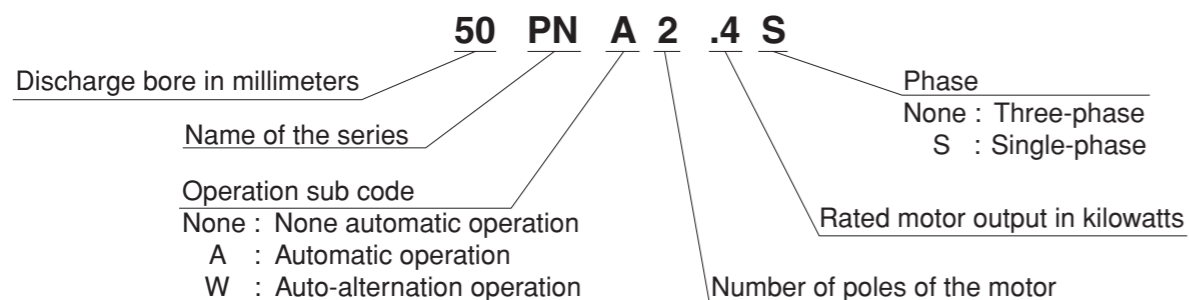 50 PN A 2 .4 S
Discharge bore in millimeters
Name of the series
Operation sub code
None : None automatic operation
A : Automatic operation
W : Auto-alternation operation
Phase
None : Three-phase
S : Single-phase
Rated motor output in kilowatts
Number of poles of the motor